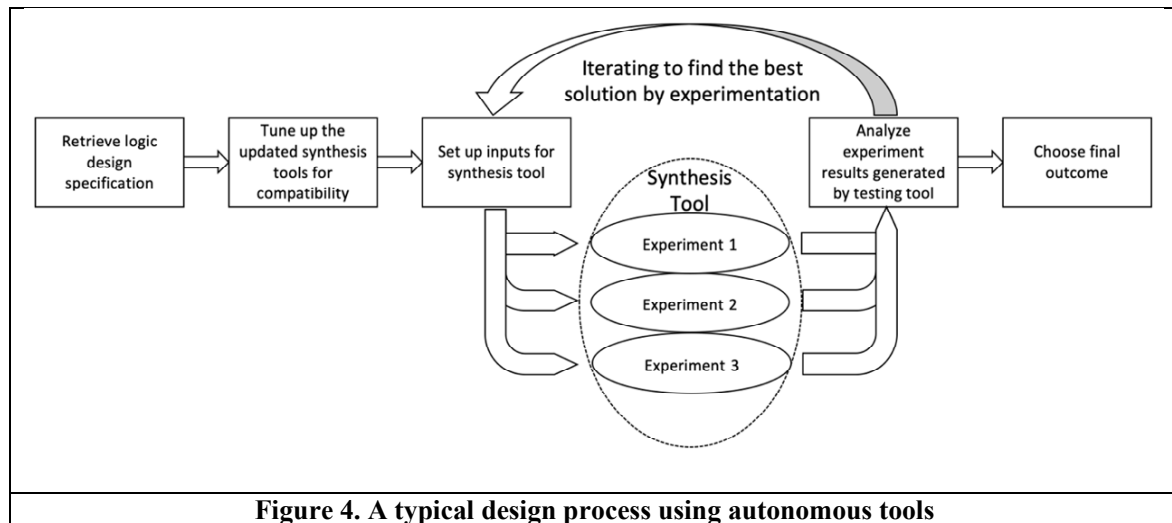 Iterating to find the best
solution by experimentation
Retrieve logic
design
specification
Tune up the
updated synthesis
tools for
compatibility
Set up inputs for
synthesis tool
Synthesis
Tool
Experiment 1
Experiment 2
Experiment 3
Analyze
experiment
results generated
by testing tool
Choose final
outcome
Figure 4. A typical design process using autonomous tools